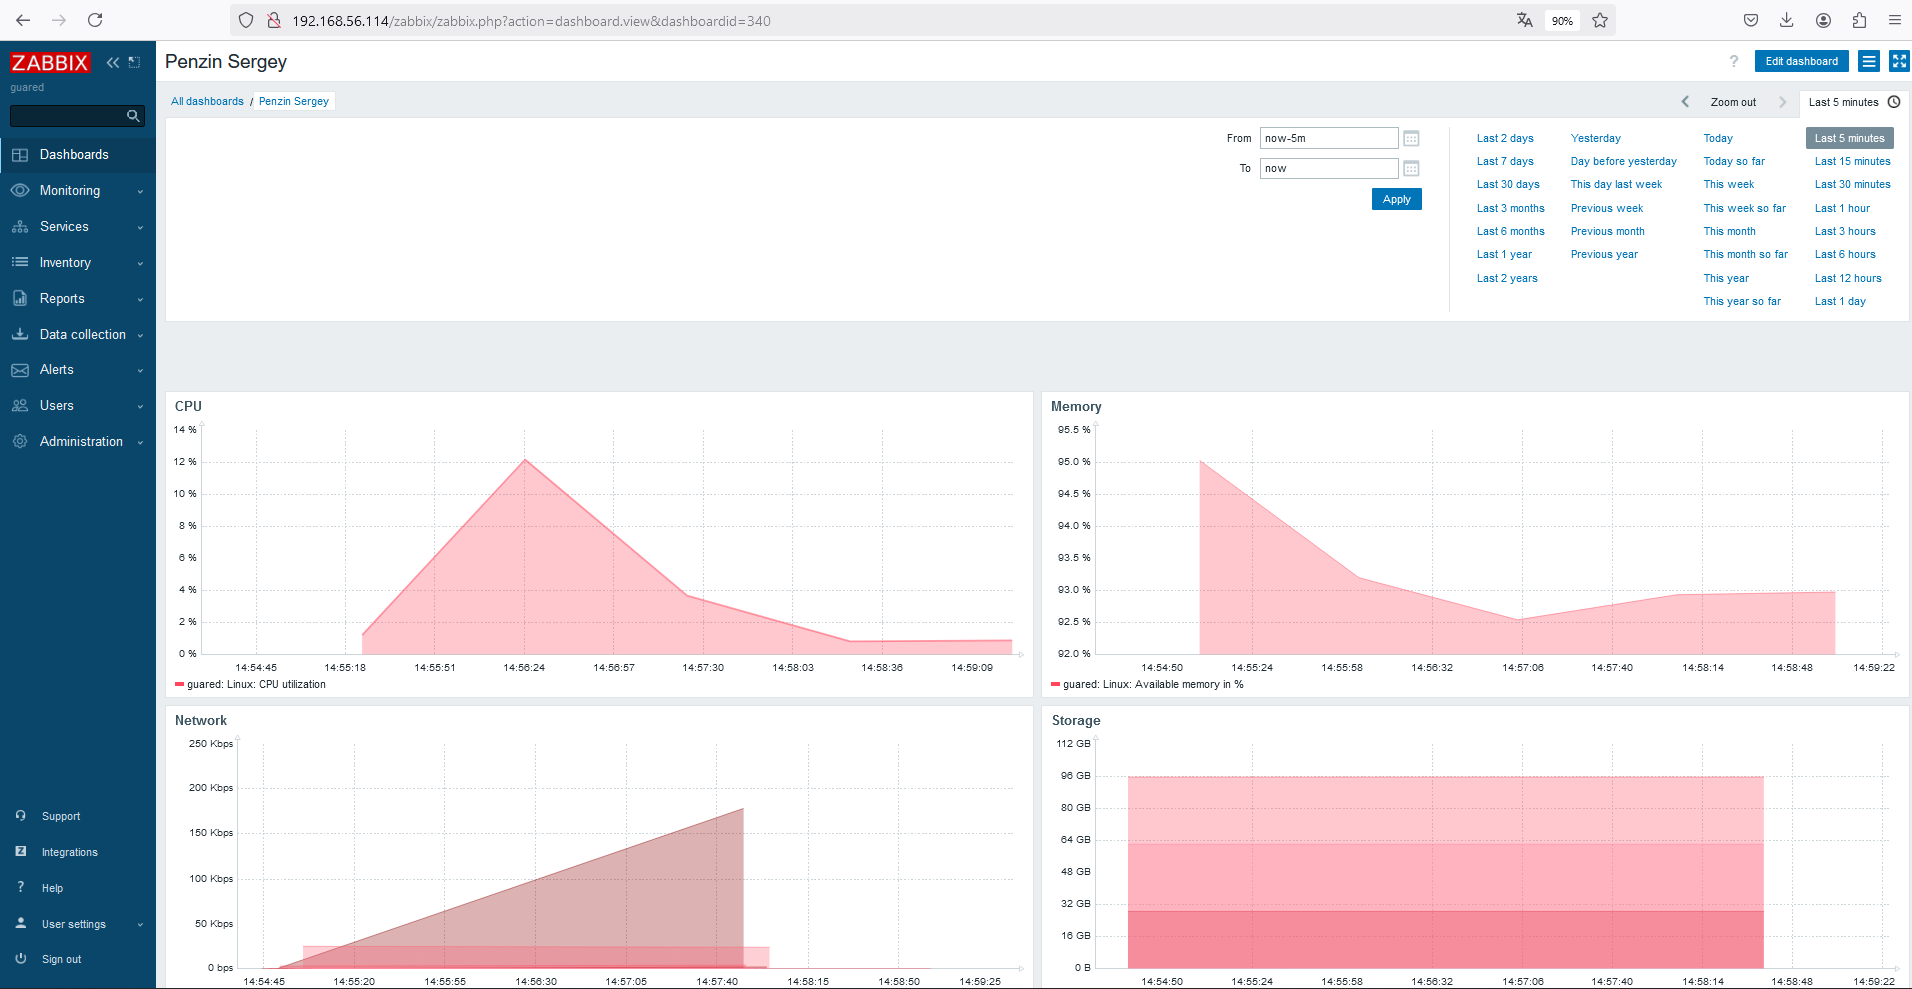 192.168.56.114/zabbix/zabbix.php?action=dashboard.view&dashboardid=340
90%
ZABBIX
guared
Dashboards
Monitoring
Services
Inventory
Reports
Data collection
Alerts
Users
Administration
Support
Integrations
Help
User settings
Sign out
Penzin Sergey
? Edit dashboard
All dashboards / Penzin Sergey
Zoom out Last 5 minutes
From now-5m
To now
Apply
Last 2 days Yesterday Today Last 5 minutes
Last 7 days Day before yesterday Today so far Last 15 minutes
Last 30 days This day last week This week Last 30 minutes
Last 3 months Previous week This week so far Last 1 hour
Last 6 months Previous month This month Last 3 hours
Last 1 year Previous year This month so far Last 6 hours
Last 2 years This year Last 12 hours
This year so far Last 1 day
CPU
14 %
12 %
10 %
8 %
6 %
4 %
2 %
0 %
14:54:45 14:55:18 14:55:51 14:56:24 14:56:57 14:57:30 14:58:03 14:58:36 14:59:09
guared: Linux: CPU utilization
Memory
95.5 %
95.0 %
94.5 %
94.0 %
93.5 %
93.0 %
92.5 %
92.0 %
14:54:50 14:55:24 14:55:58 14:56:32 14:57:06 14:57:40 14:58:14 14:58:48 14:59:22
guared: Linux: Available memory in %
Network
250 Kbps
200 Kbps
150 Kbps
100 Kbps
50 Kbps
0 bps
14:54:45 14:55:20 14:55:55 14:56:30 14:57:05 14:57:40 14:58:15 14:58:50 14:59:25
Storage
112 GB
96 GB
80 GB
64 GB
48 GB
32 GB
16 GB
0 B
14:54:50 14:55:24 14:55:58 14:56:32 14:57:06 14:57:40 14:58:14 14:58:48 14:59:22